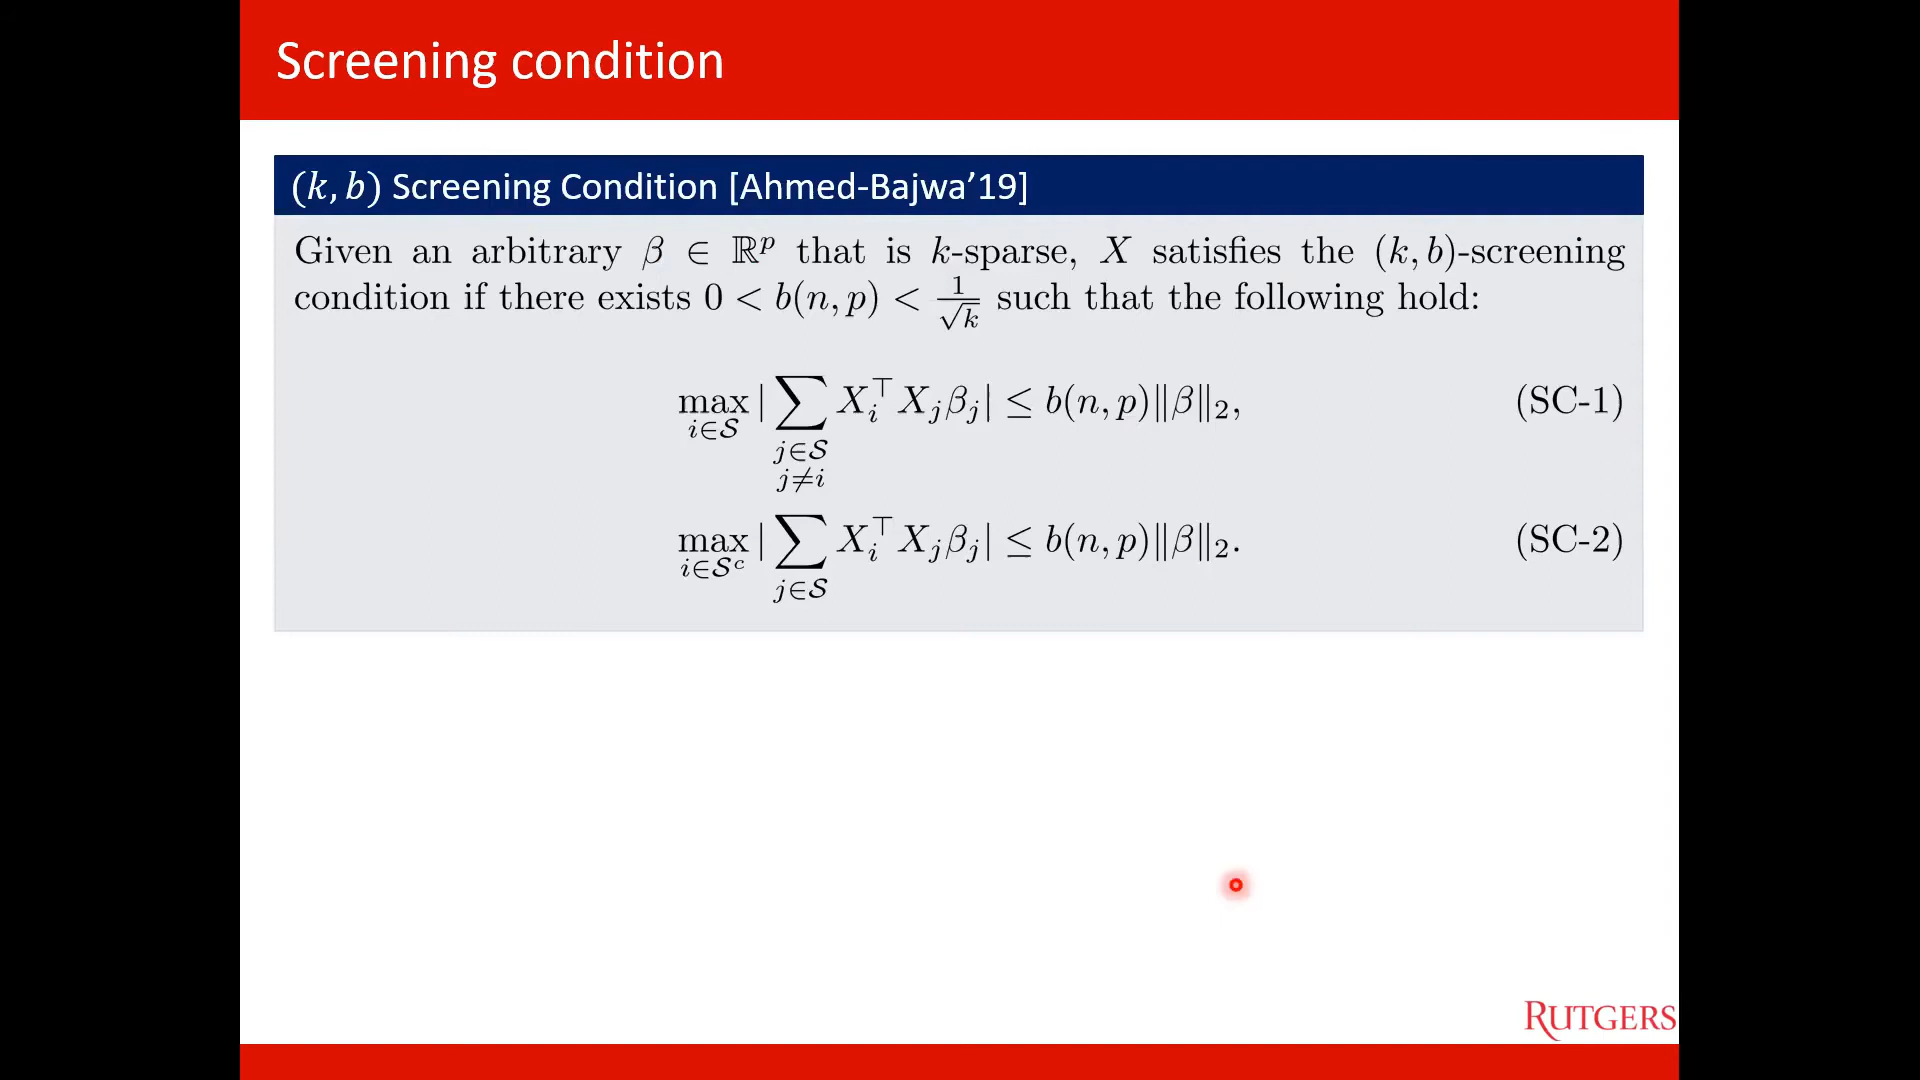 Screening condition
(k, b) Screening Condition [Ahmed-Bajwa’19]
Given an arbitrary β ∈ ℝ^p that is k-sparse, X satisfies the (k, b)-screening
condition if there exists 0 < b(n, p) < 1/√k such that the following hold:
max_{i∈𝒮} | ∑_{j∈𝒮, j≠i} X_i^⊤ X_j β_j | ≤ b(n, p)‖β‖_2, (SC-1)
max_{i∈𝒮^c} | ∑_{j∈𝒮} X_i^⊤ X_j β_j | ≤ b(n, p)‖β‖_2. (SC-2)
RUTGERS